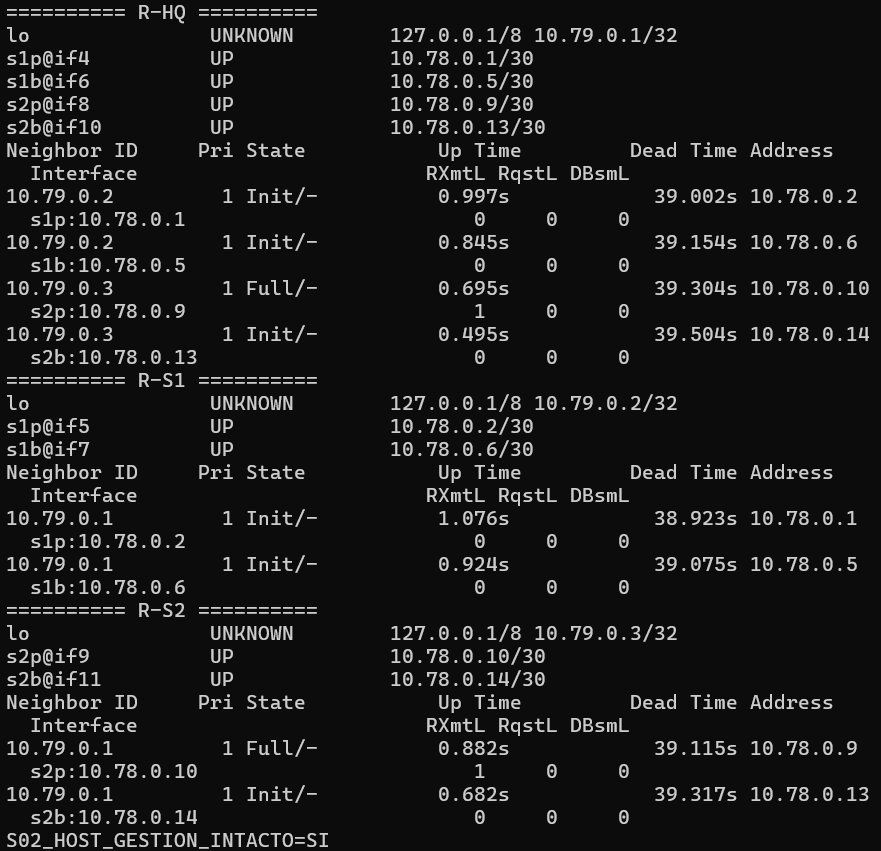 ========== R-HQ ==========
lo               UNKNOWN        127.0.0.1/8 10.79.0.1/32
s1p@if4          UP             10.78.0.1/30
s1b@if6          UP             10.78.0.5/30
s2p@if8          UP             10.78.0.9/30
s2b@if10         UP             10.78.0.13/30
Neighbor ID     Pri State           Up Time         Dead Time Address
  Interface                        RXmtL RqstL DBsmL
10.79.0.2         1 Init/-          0.997s            39.002s 10.78.0.2
  s1p:10.78.0.1                        0     0     0
10.79.0.2         1 Init/-          0.845s            39.154s 10.78.0.6
  s1b:10.78.0.5                        0     0     0
10.79.0.3         1 Full/-          0.695s            39.304s 10.78.0.10
  s2p:10.78.0.9                        1     0     0
10.79.0.3         1 Init/-          0.495s            39.504s 10.78.0.14
  s2b:10.78.0.13                       0     0     0
========== R-S1 ==========
lo               UNKNOWN        127.0.0.1/8 10.79.0.2/32
s1p@if5          UP             10.78.0.2/30
s1b@if7          UP             10.78.0.6/30
Neighbor ID     Pri State           Up Time         Dead Time Address
  Interface                        RXmtL RqstL DBsmL
10.79.0.1         1 Init/-          1.076s            38.923s 10.78.0.1
  s1p:10.78.0.2                        0     0     0
10.79.0.1         1 Init/-          0.924s            39.075s 10.78.0.5
  s1b:10.78.0.6                        0     0     0
========== R-S2 ==========
lo               UNKNOWN        127.0.0.1/8 10.79.0.3/32
s2p@if9          UP             10.78.0.10/30
s2b@if11         UP             10.78.0.14/30
Neighbor ID     Pri State           Up Time         Dead Time Address
  Interface                        RXmtL RqstL DBsmL
10.79.0.1         1 Full/-          0.882s            39.115s 10.78.0.9
  s2p:10.78.0.10                       1     0     0
10.79.0.1         1 Init/-          0.682s            39.317s 10.78.0.13
  s2b:10.78.0.14                       0     0     0
S02_HOST_GESTION_INTACTO=SI